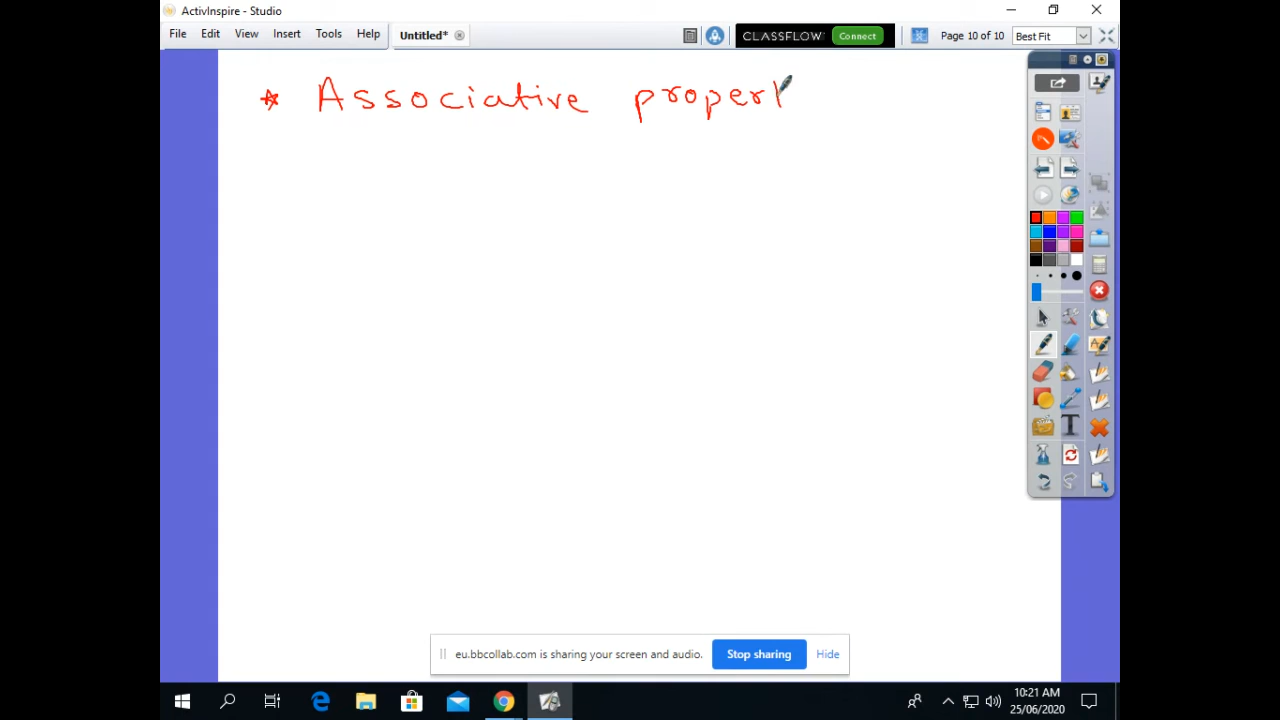 ActivInspire - Studio
File Edit View Insert Tools Help Untitled* CLASSFLOW Connect Page 10 of 10 Best Fit
* Associative propert
T
eu.bbcollab.com is sharing your screen and audio. Stop sharing Hide
10:21 AM
25/06/2020